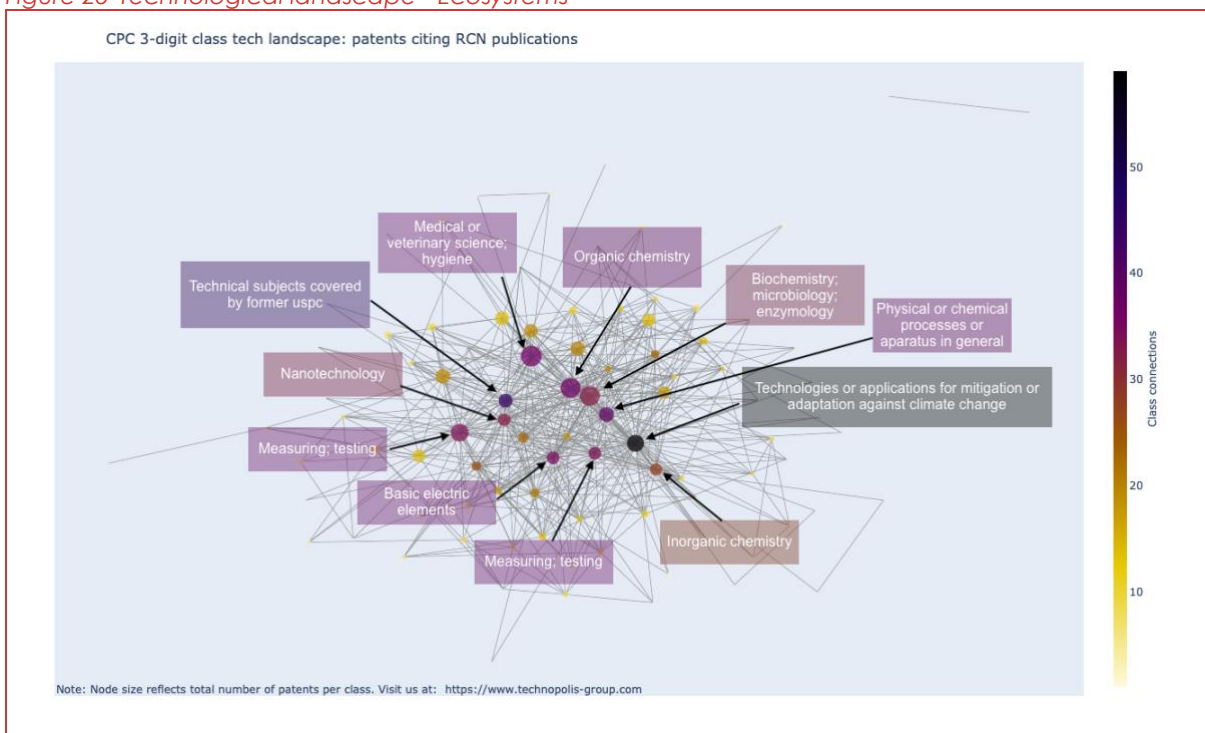 Figure 20 Technological landscape - Ecosystems
CPC 3-digit class tech landscape: patents citing RCN publications
Medical or
veterinary science;
hygiene
Organic chemistry
Technical subjects covered
by former uspc
Biochemistry;
microbiology;
enzymology
Physical or chemical
processes or
apparatus in general
Nanotechnology
Technologies or applications for mitigation or
adaptation against climate change
Measuring; testing
Basic electric
elements
Measuring; testing
Inorganic chemistry
50
40
30
20
10
Class connections
Note: Node size reflects total number of patents per class. Visit us at: https://www.technopolis-group.com